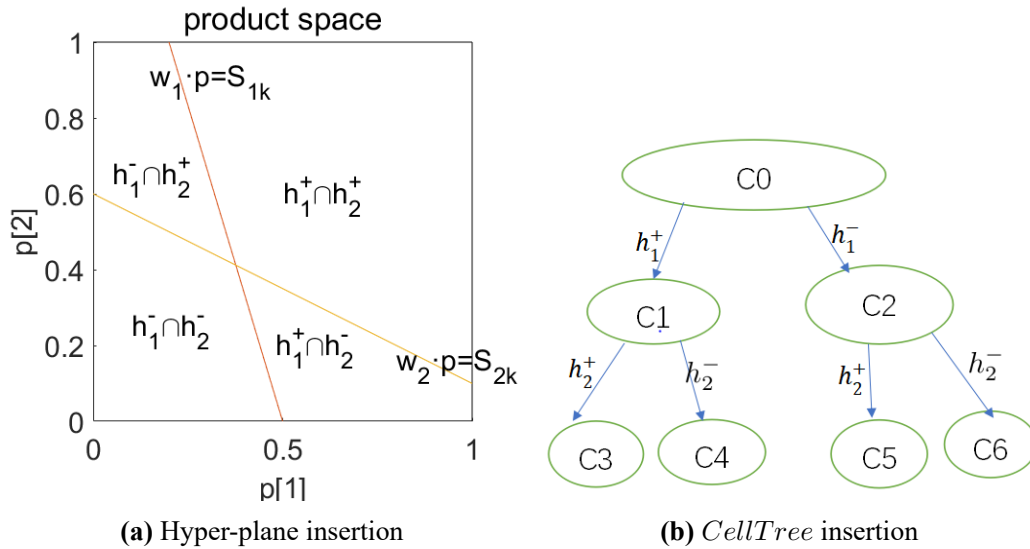 product space
1
w₁·p=S₁ₖ
0.8
h₁⁻∩h₂⁺
h₁⁺∩h₂⁺
0.6
p[2]
0.4
h₁⁻∩h₂⁻
h₁⁺∩h₂⁻
0.2
w₂·p=S₂ₖ
0
0 0.5 1
p[1]
(a) Hyper-plane insertion
C0
h₁⁺ h₁⁻
C1 C2
h₂⁺ h₂⁻ h₂⁺ h₂⁻
C3 C4 C5 C6
(b) CellTree insertion